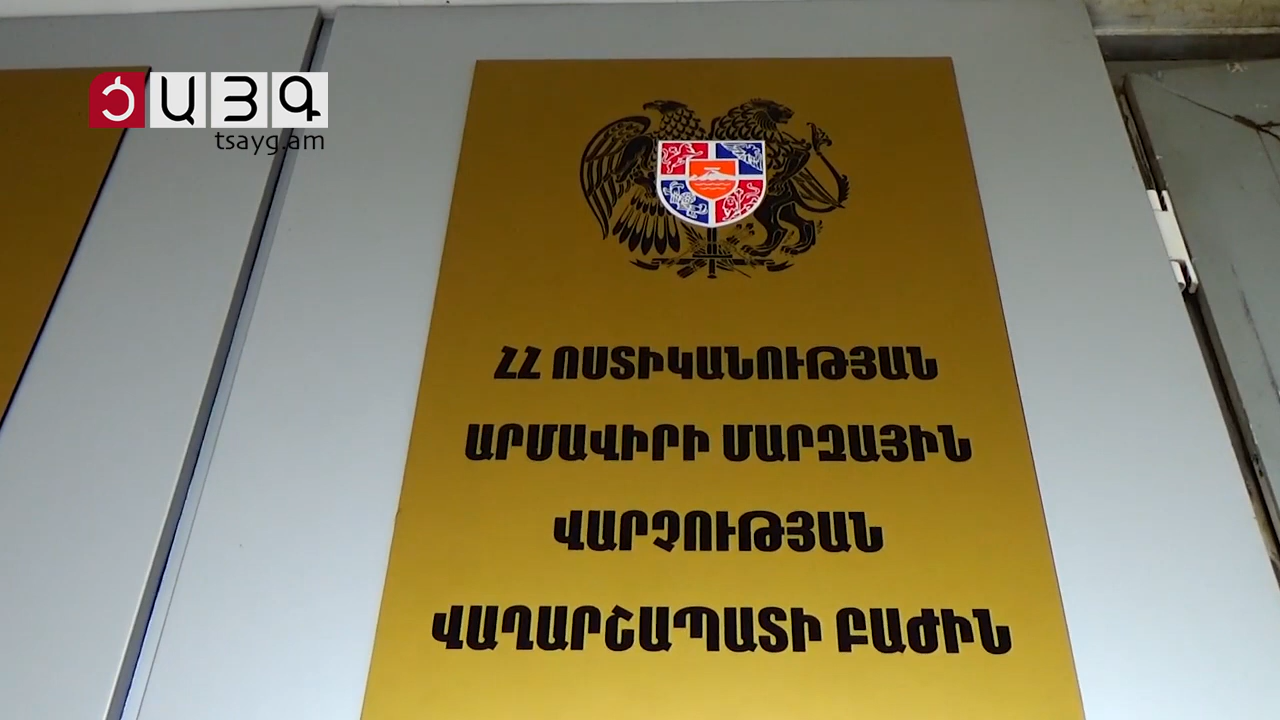 ԾԱՅԳ
tsayg.am
ՀՀ ՈՍՏԻԿԱՆՈՒԹՅԱՆ
ԱՐՄԱՎԻՐԻ ՄԱՐԶԱՅԻՆ
ՎԱՐՉՈՒԹՅԱՆ
ՎԱՂԱՐՇԱՊԱՏԻ ԲԱԺԻՆ